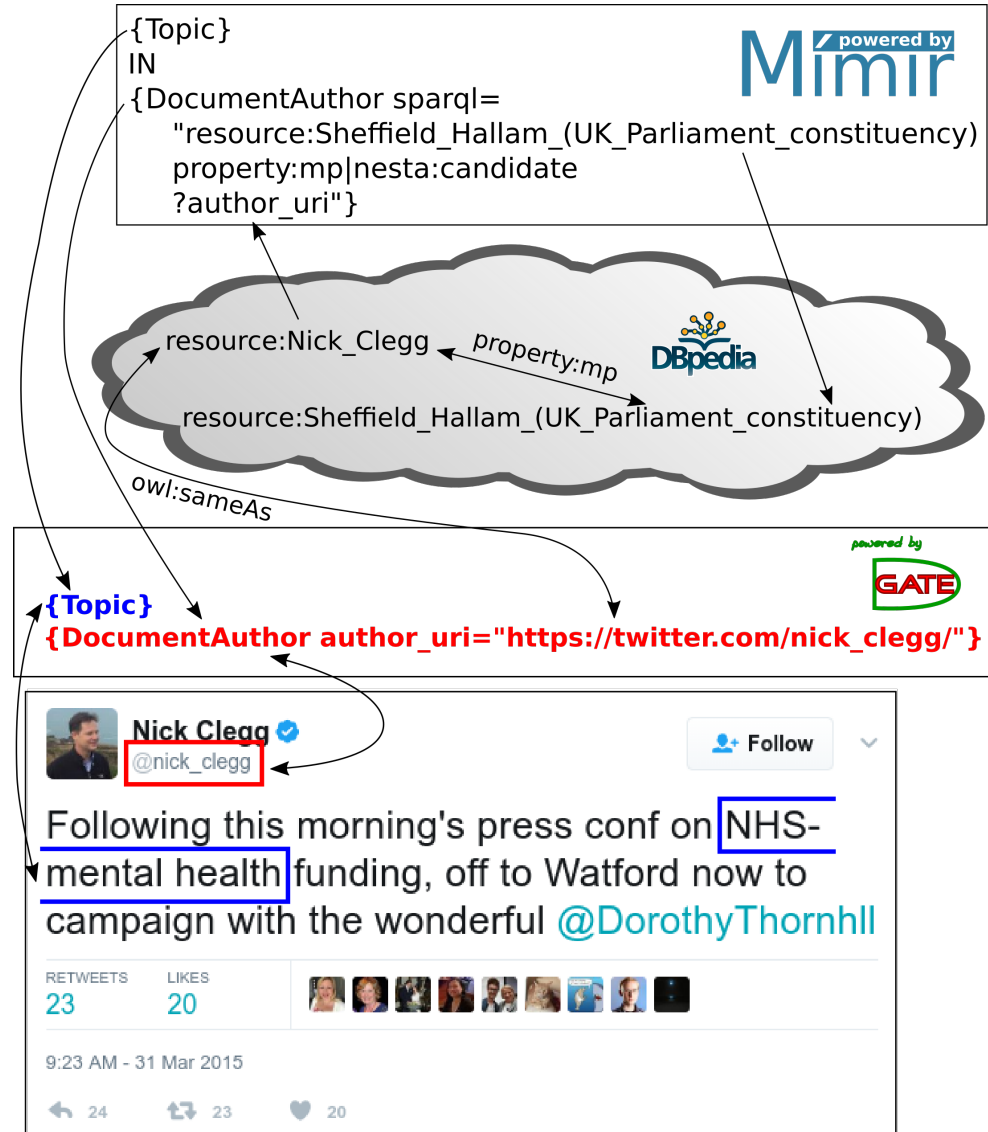 {Topic}
IN
{DocumentAuthor sparql=
"resource:Sheffield_Hallam_(UK_Parliament_constituency)
property:mp|nesta:candidate
?author_uri"}
powered by
Mímir
resource:Nick_Clegg
property:mp
DBpedia
resource:Sheffield_Hallam_(UK_Parliament_constituency)
owl:sameAs
powered by
GATE
{Topic}
{DocumentAuthor author_uri="https://twitter.com/nick_clegg/"}
Nick Clegg
@nick_clegg
Follow
Following this morning's press conf on NHS-
mental health funding, off to Watford now to
campaign with the wonderful @DorothyThornhll
RETWEETS LIKES
23 20
9:23 AM - 31 Mar 2015
24 23 20